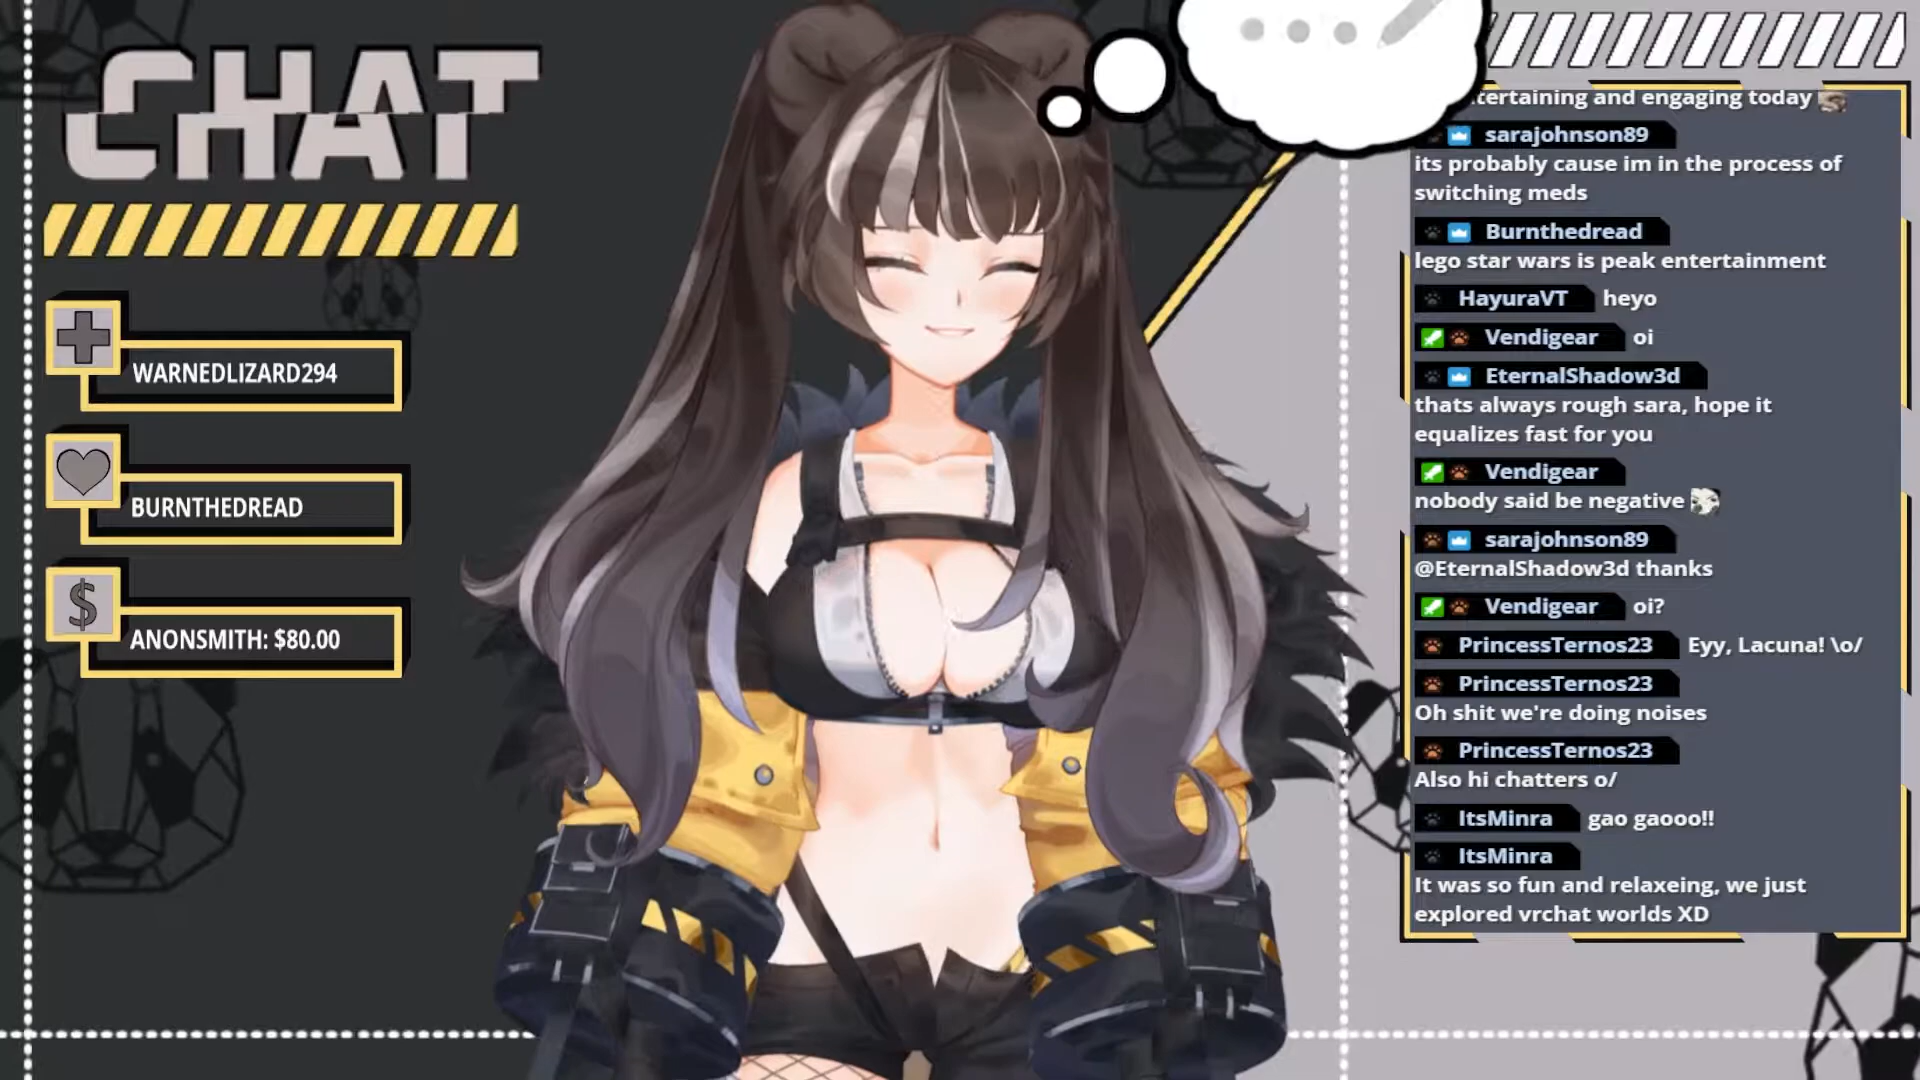 CHAT
WARNEDLIZARD294
BURNTHEDREAD
ANONSMITH: $80.00
tertaining and engaging today
sarajohnson89
its probably cause im in the process of
switching meds
Burnthedread
lego star wars is peak entertainment
HayuraVT heyo
Vendigear oi
EternalShadow3d
thats always rough sara, hope it
equalizes fast for you
Vendigear
nobody said be negative
sarajohnson89
@EternalShadow3d thanks
Vendigear oi?
PrincessTernos23 Eyy, Lacuna! \o/
PrincessTernos23
Oh shit we're doing noises
PrincessTernos23
Also hi chatters o/
ItsMinra gao gaooo!!
ItsMinra
It was so fun and relaxeing, we just
explored vrchat worlds XD